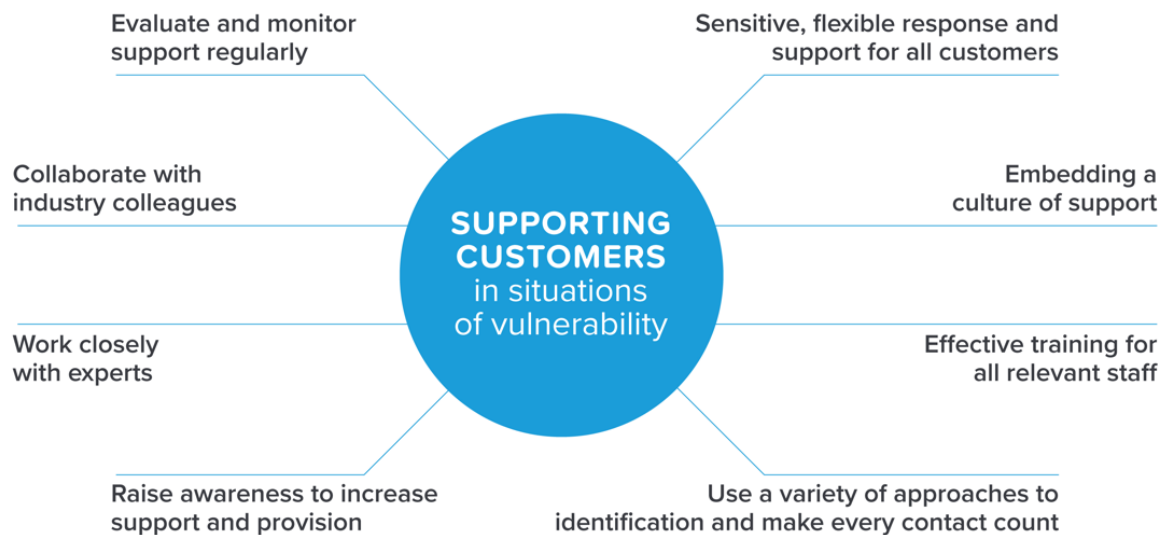 Evaluate and monitor
support regularly
Sensitive, flexible response and
support for all customers
Collaborate with
industry colleagues
Embedding a
culture of support
SUPPORTING
CUSTOMERS
in situations
of vulnerability
Work closely
with experts
Effective training for
all relevant staff
Raise awareness to increase
support and provision
Use a variety of approaches to
identification and make every contact count